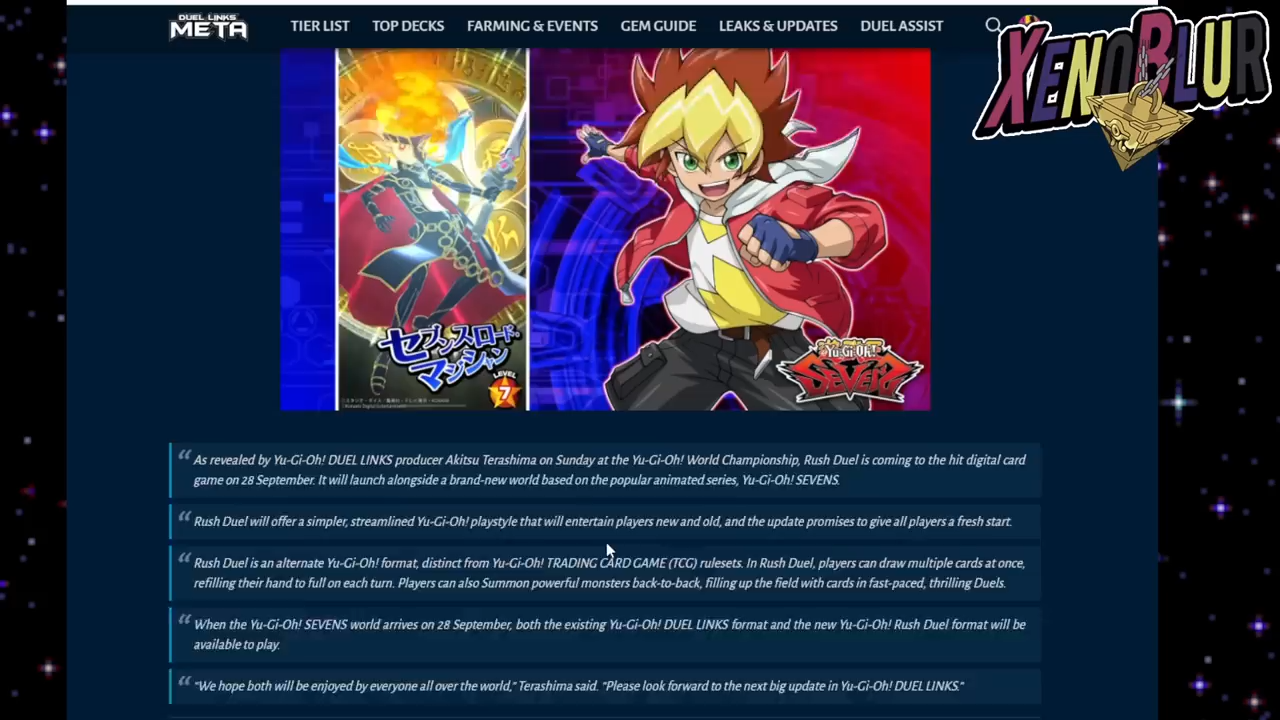 DUEL LINKS
META
TIER LIST
TOP DECKS
FARMING & EVENTS
GEM GUIDE
LEAKS & UPDATES
DUEL ASSIST
XENOBLUR
セブンスロード・
マジシャン
LEVEL
7
Yu-Gi-Oh!
SEVENS
“ As revealed by Yu-Gi-Oh! DUEL LINKS producer Akitsu Terashima on Sunday at the Yu-Gi-Oh! World Championship, Rush Duel is coming to the hit digital card
game on 28 September. It will launch alongside a brand-new world based on the popular animated series, Yu-Gi-Oh! SEVENS.
“ Rush Duel will offer a simpler, streamlined Yu-Gi-Oh! playstyle that will entertain players new and old, and the update promises to give all players a fresh start.
“ Rush Duel is an alternate Yu-Gi-Oh! format, distinct from Yu-Gi-Oh! TRADING CARD GAME (TCG) rulesets. In Rush Duel, players can draw multiple cards at once,
refilling their hand to full on each turn. Players can also Summon powerful monsters back-to-back, filling up the field with cards in fast-paced, thrilling Duels.
“ When the Yu-Gi-Oh! SEVENS world arrives on 28 September, both the existing Yu-Gi-Oh! DUEL LINKS format and the new Yu-Gi-Oh! Rush Duel format will be
available to play.
“ “We hope both will be enjoyed by everyone all over the world,” Terashima said. “Please look forward to the next big update in Yu-Gi-Oh! DUEL LINKS.”